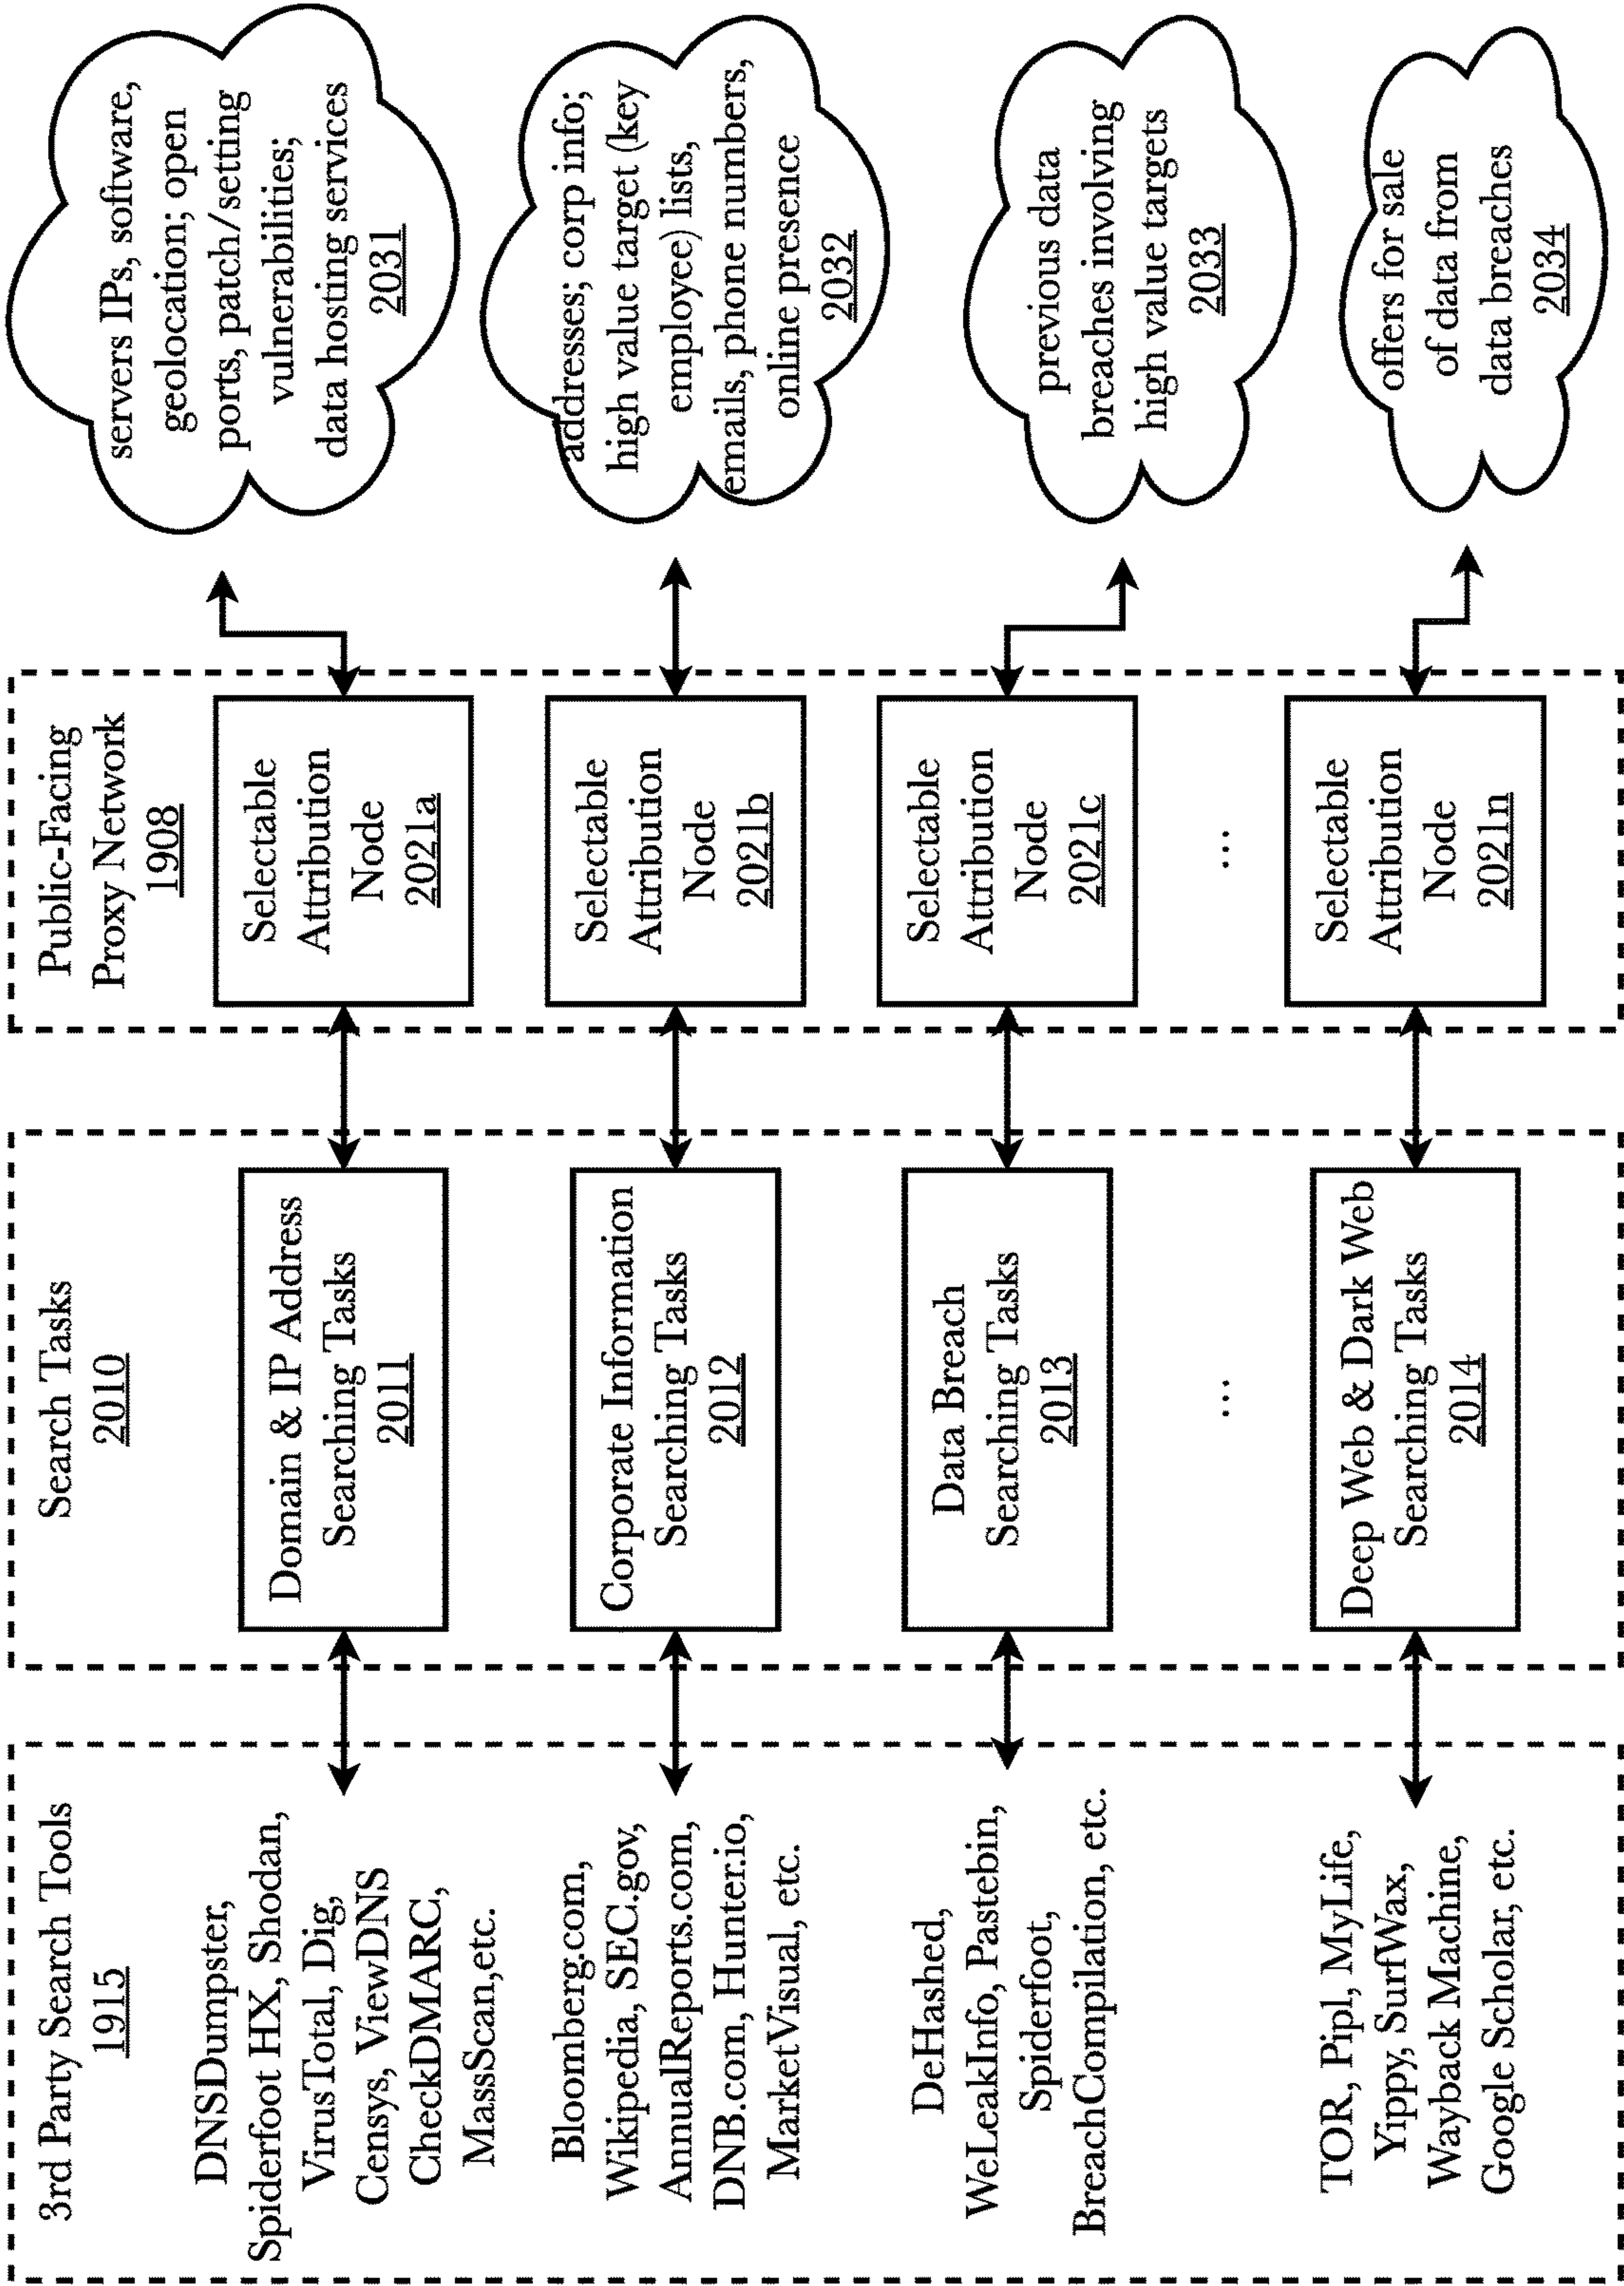 3rd Party Search Tools
1915
DNSDumpster,
Spiderfoot HX, Shodan,
VirusTotal, Dig,
Censys, ViewDNS
CheckDMARC,
MassScan,etc.
Bloomberg.com,
Wikipedia, SEC.gov,
AnnualReports.com,
DNB.com, Hunter.io,
MarketVisual, etc.
DeHashed,
WeLeakInfo, Pastebin,
Spiderfoot,
BreachCompilation, etc.
TOR, Pipl, MyLife,
Yippy, SurfWax,
Wayback Machine,
Google Scholar, etc.
Search Tasks
2010
Domain & IP Address
Searching Tasks
2011
Corporate Information
Searching Tasks
2012
Data Breach
Searching Tasks
2013
...
Deep Web & Dark Web
Searching Tasks
2014
Public-Facing
Proxy Network
1908
Selectable
Attribution
Node
2021a
Selectable
Attribution
Node
2021b
Selectable
Attribution
Node
2021c
...
Selectable
Attribution
Node
2021n
servers IPs, software,
geolocation; open
ports, patch/setting
vulnerabilities;
data hosting services
2031
addresses; corp info;
high value target (key
employee) lists,
emails, phone numbers,
online presence
2032
previous data
breaches involving
high value targets
2033
offers for sale
of data from
data breaches
2034